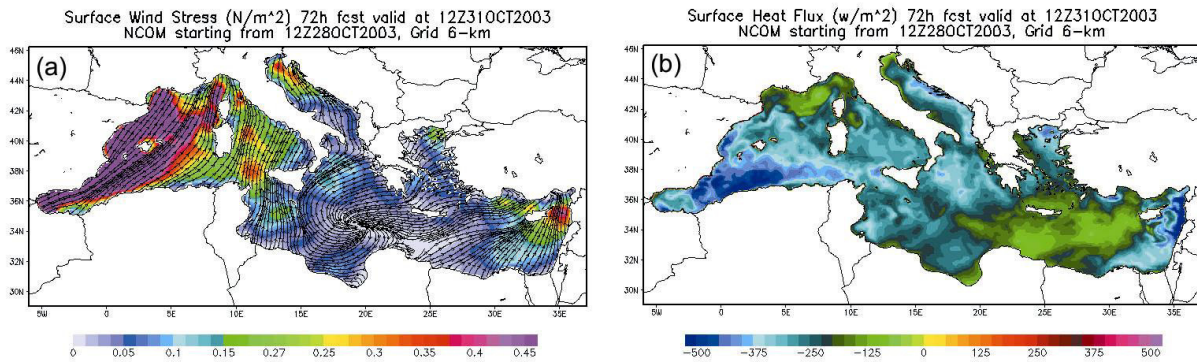 Surface Wind Stress (N/m^2) 72h fcst valid at 12Z31OCT2003
NCOM starting from 12Z28OCT2003, Grid 6-km
(a)
46N
44N
42N
40N
38N
36N
34N
32N
30N
5W 0 5E 10E 15E 20E 25E 30E 35E
0 0.05 0.1 0.15 0.27 0.25 0.3 0.35 0.4 0.45
Surface Heat Flux (w/m^2) 72h fcst valid at 12Z31OCT2003
NCOM starting from 12Z28OCT2003, Grid 6-km
(b)
46N
44N
42N
40N
38N
36N
34N
32N
30N
5W 0 5E 10E 15E 20E 25E 30E 35E
-500 -375 -250 -125 0 125 250 375 500